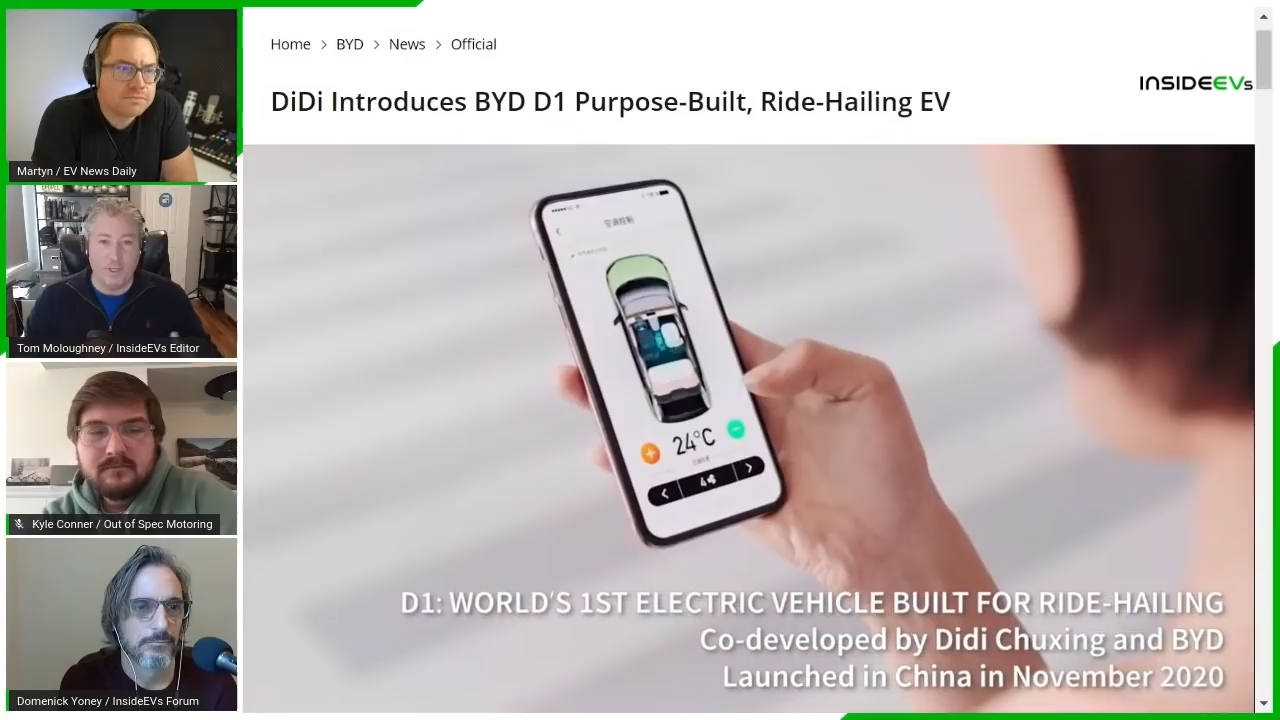 Home > BYD > News > Official
INSIDEEVs
DiDi Introduces BYD D1 Purpose-Built, Ride-Hailing EV
Martyn / EV News Daily
Tom Moloughney / InsideEVs Editor
Kyle Conner / Out of Spec Motoring
Domenick Yoney / InsideEVs Forum
24°C
4
D1: WORLD'S 1ST ELECTRIC VEHICLE BUILT FOR RIDE-HAILING
Co-developed by Didi Chuxing and BYD
Launched in China in November 2020